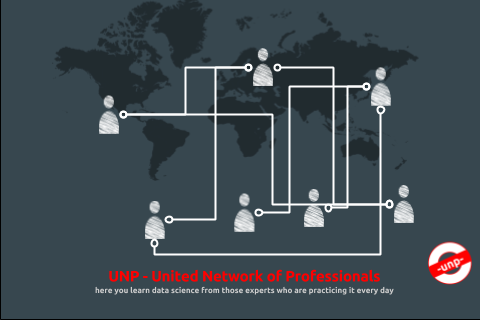 UNP - United Network of Professionals
here you learn data science from those experts who are practicing it every day
-unp-